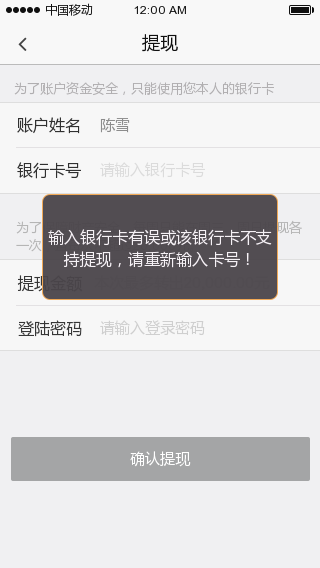 中国移动 12:00 AM
提现
为了账户资金安全，只能使用您本人的银行卡
账户姓名 陈雪
银行卡号 请输入银行卡号
输入银行卡有误或该银行卡不支
持提现，请重新输入卡号！
为了
现各
一次
提现金额
登陆密码 请输入登录密码
确认提现